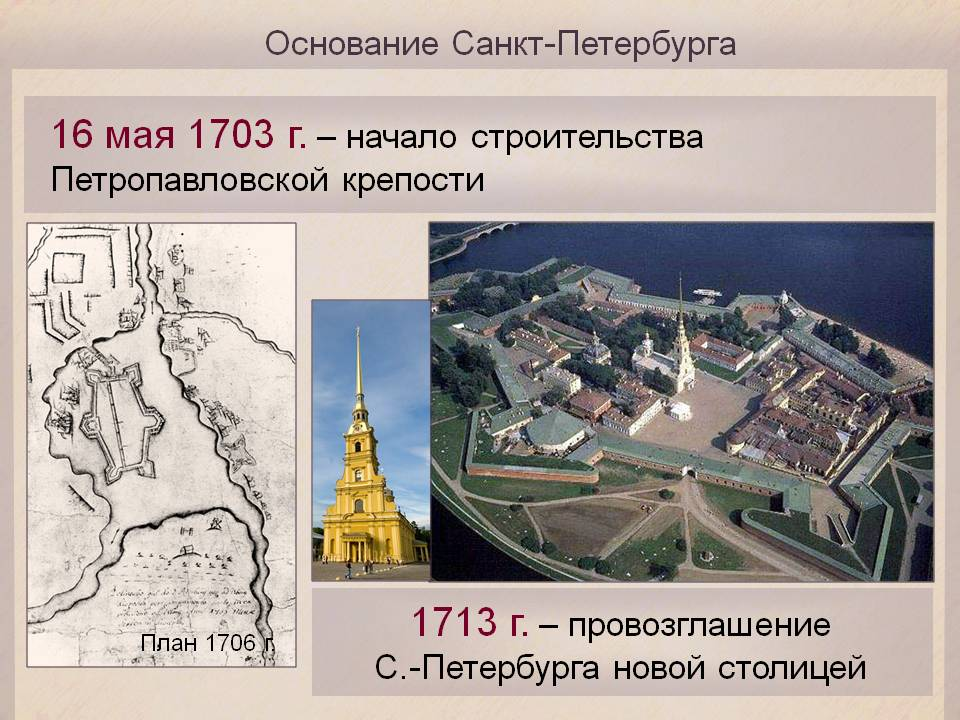 Основание Санкт-Петербурга
16 мая 1703 г. – начало строительства
Петропавловской крепости
План 1706 г.
1713 г. – провозглашение
С.-Петербурга новой столицей